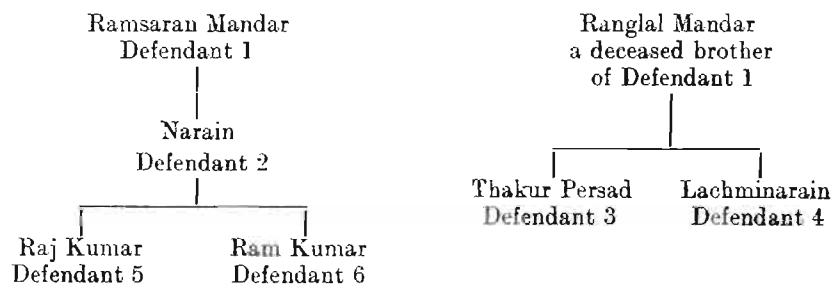 Ramsaran Mandar
Defendant 1
Narain
Defendant 2
Raj Kumar
Defendant 5
Ram Kumar
Defendant 6
Ranglal Mandar
a deceased brother
of Defendant 1
Thakur Persad
Defendant 3
Lachminarain
Defendant 4